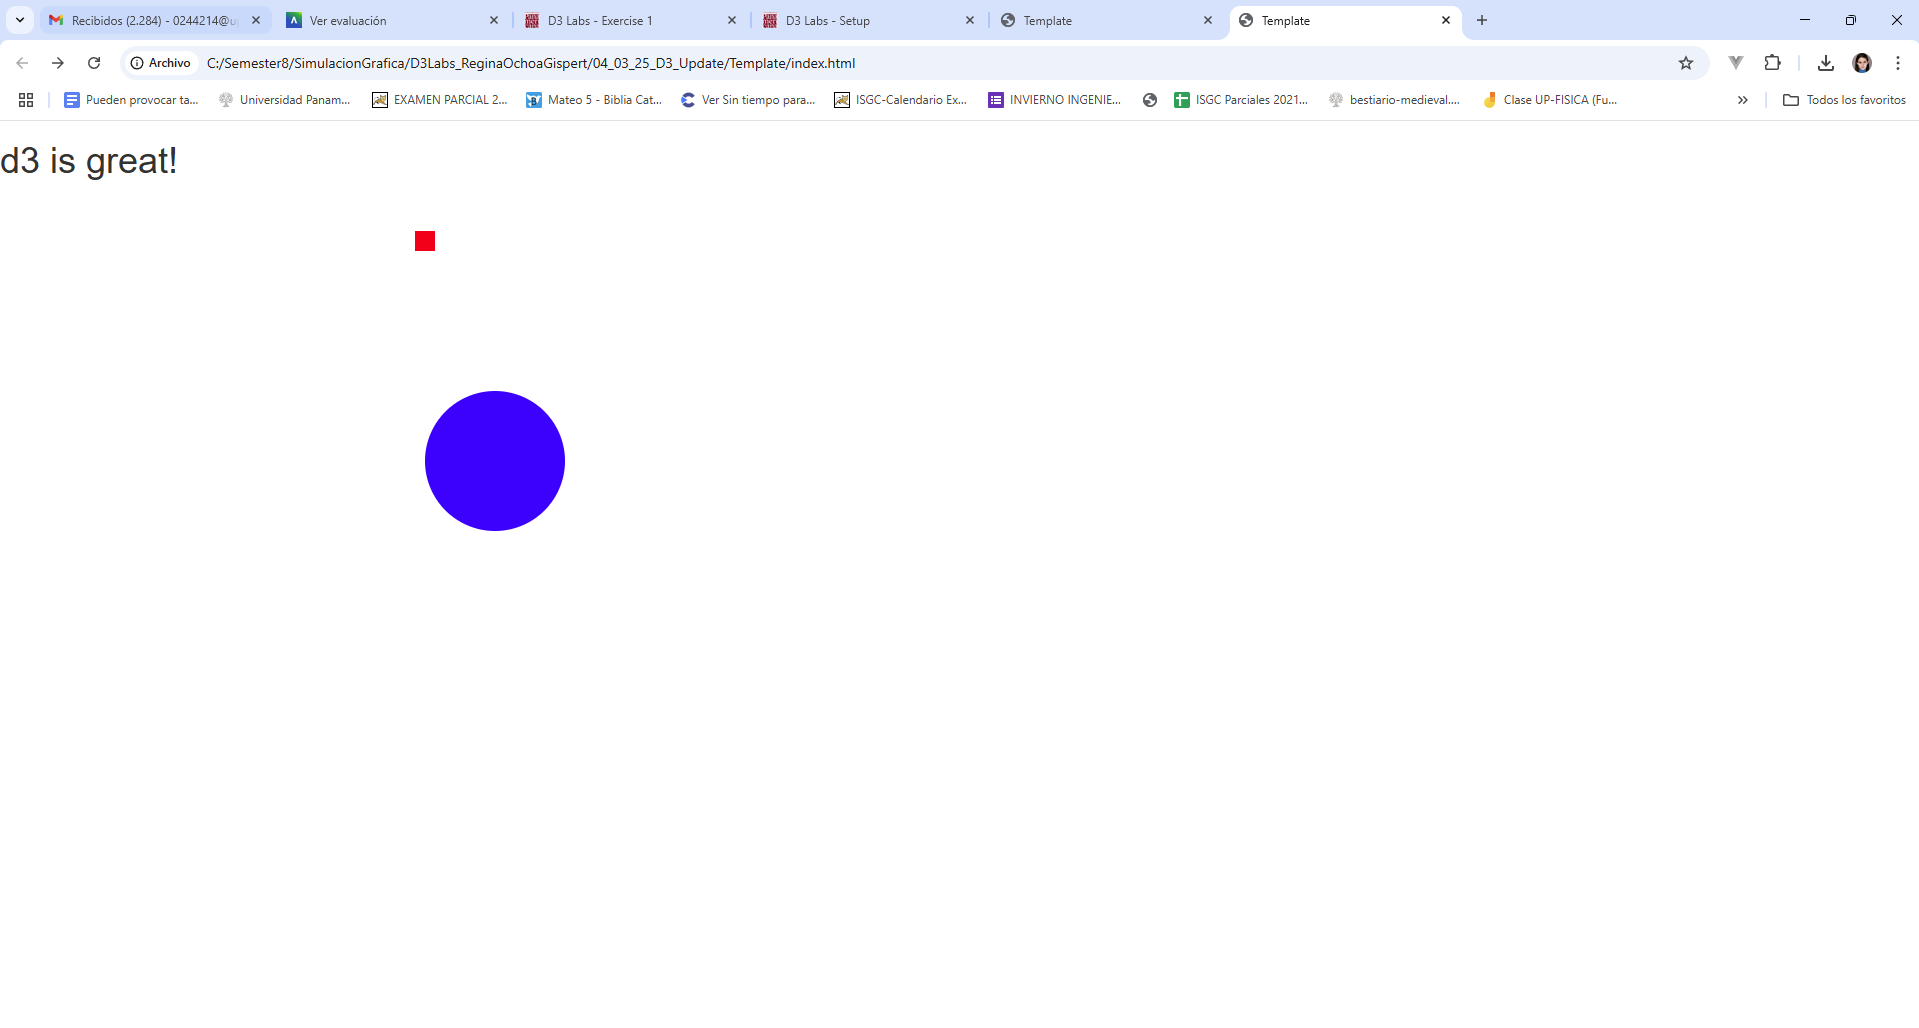 Recibidos (2.284) - 0244214@u
Ver evaluación
D3 Labs - Exercise 1
D3 Labs - Setup
Template
Template
Archivo
C:/Semester8/SimulacionGrafica/D3Labs_ReginaOchoaGispert/04_03_25_D3_Update/Template/index.html
Pueden provocar ta...
Universidad Panam...
EXAMEN PARCIAL 2...
Mateo 5 - Biblia Cat...
Ver Sin tiempo para...
ISGC-Calendario Ex...
INVIERNO INGENIE...
ISGC Parciales 2021...
bestiario-medieval....
Clase UP-FISICA (Fu...
Todos los favoritos
d3 is great!